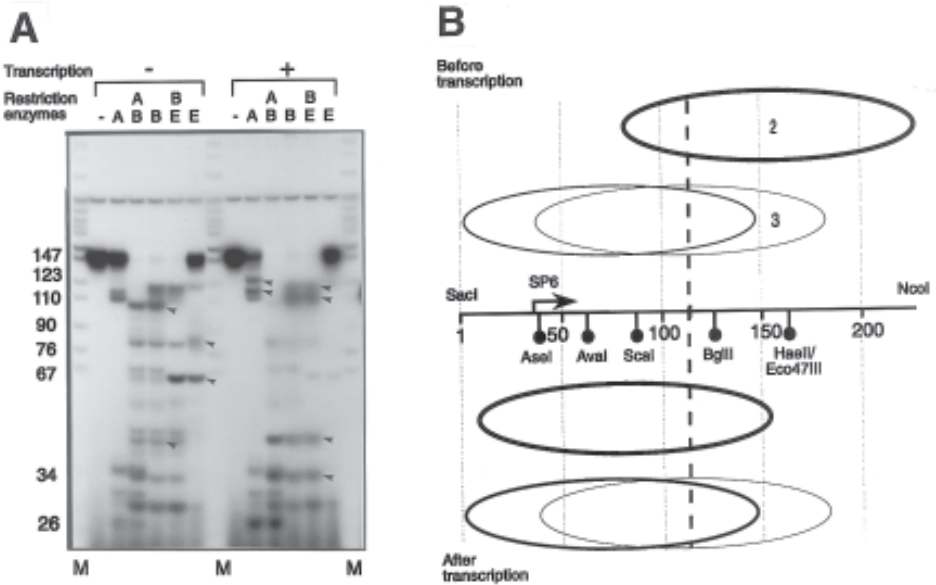 A
Transcription - +
Restriction A B A B
enzymes - A B B E E - A B B E E
147
123
110
90
76
67
34
26
M M M
B
Before
transcription
2
3
SacI SP6 NcoI
1 50 100 150 200
AseI AvaI ScaI BglII HaeII/
Eco47III
After
transcription